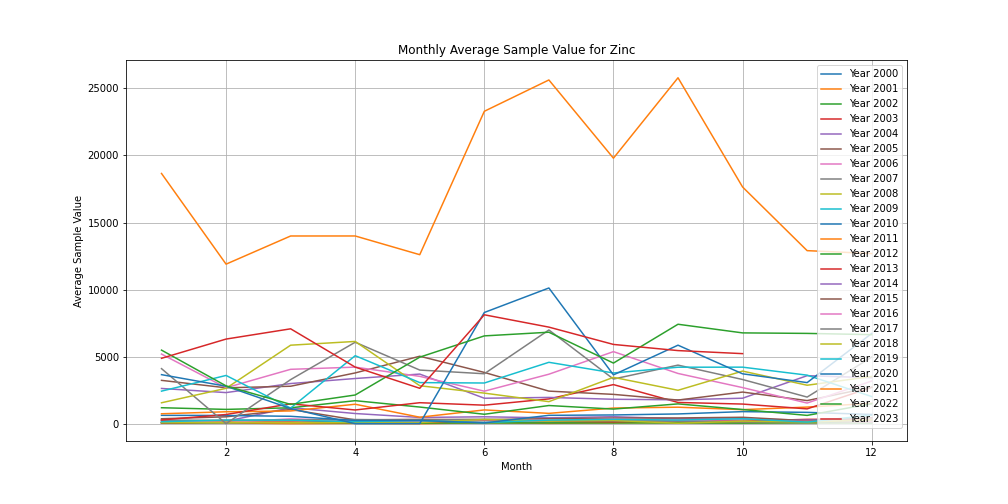 Monthly Average Sample Value for Zinc
Average Sample Value
25000
20000
15000
10000
5000
0
2
4
6
8
10
12
Month
Year 2000
Year 2001
Year 2002
Year 2003
Year 2004
Year 2005
Year 2006
Year 2007
Year 2008
Year 2009
Year 2010
Year 2011
Year 2012
Year 2013
Year 2014
Year 2015
Year 2016
Year 2017
Year 2018
Year 2019
Year 2020
Year 2021
Year 2022
Year 2023